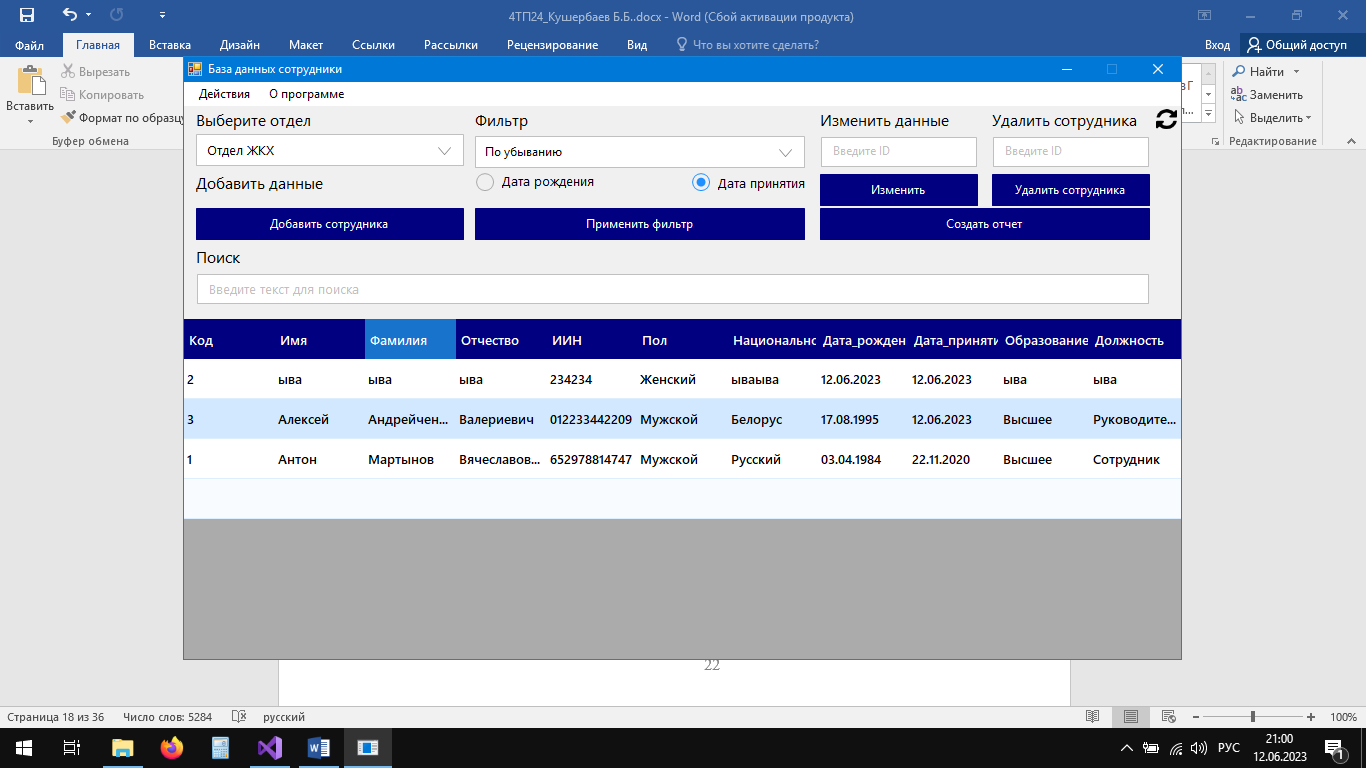 4ТП24_Кушербаев Б.Б..docx - Word (Сбой активации продукта)
Файл Главная Вставка Дизайн Макет Ссылки Рассылки Рецензирование Вид Что вы хотите сделать? Вход Общий доступ
Вставить
Вырезать
Копировать
Формат по образцу
Буфер обмена
Найти
Заменить
Выделить
Редактирование
База данных сотрудники
Действия О программе
Выберите отдел Фильтр Изменить данные Удалить сотрудника
Отдел ЖКХ По убыванию Введите ID Введите ID
Добавить данные Дата рождения Дата принятия Изменить Удалить сотрудника
Добавить сотрудника Применить фильтр Создать отчет
Поиск
Введите текст для поиска
Код Имя Фамилия Отчество ИИН Пол Национально Дата_рожден Дата_приняти Образование Должность
2 ыва ыва ыва 234234 Женский ываыва 12.06.2023 12.06.2023 ыва ыва
3 Алексей Андрейчен... Валериевич 012233442209 Мужской Белорус 17.08.1995 12.06.2023 Высшее Руководите...
1 Антон Мартынов Вячеславов... 652978814747 Мужской Русский 03.04.1984 22.11.2020 Высшее Сотрудник
22
Страница 18 из 36 Число слов: 5284 русский 100%
РУС 21:00
12.06.2023 1